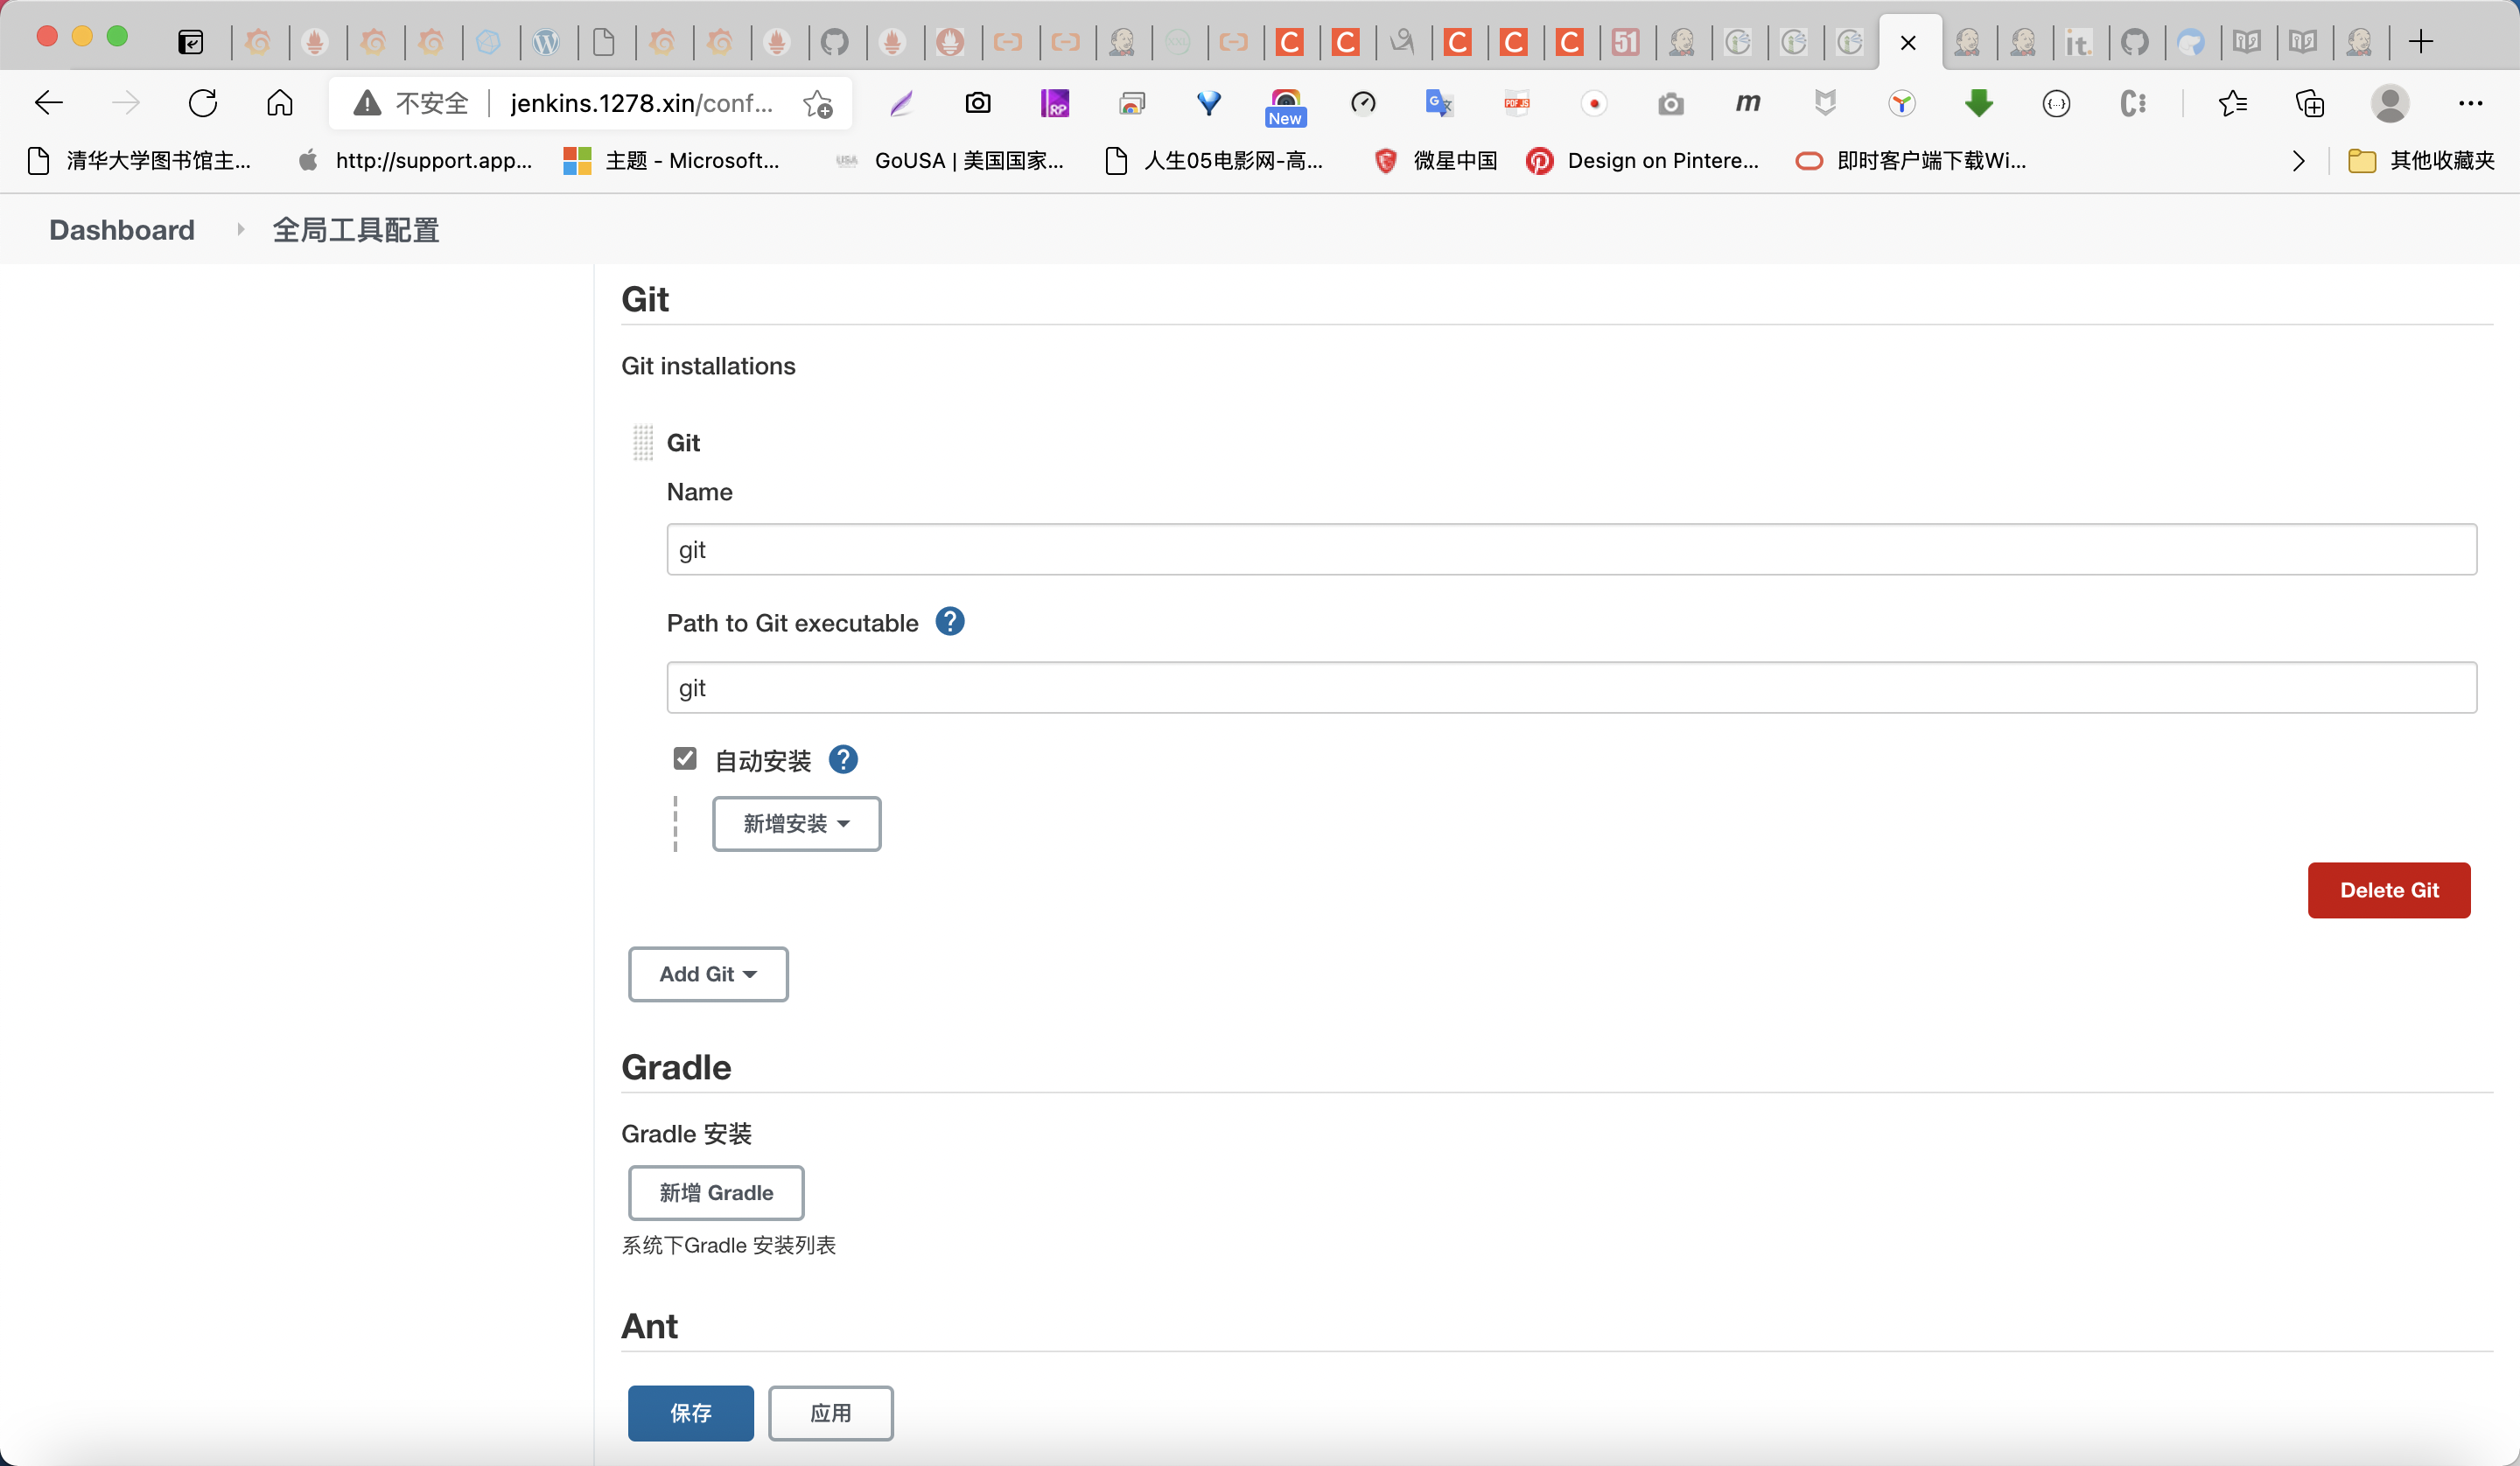 不安全
jenkins.1278.xin/conf...
New
清华大学图书馆主...
http://support.app...
主题 - Microsoft...
GoUSA | 美国国家...
人生05电影网-高...
微星中国
Design on Pintere...
即时客户端下载Wi...
其他收藏夹
Dashboard
全局工具配置
Git
Git installations
Git
Name
git
Path to Git executable
git
自动安装
新增安装
Delete Git
Add Git
Gradle
Gradle 安装
新增 Gradle
系统下Gradle 安装列表
Ant
保存
应用